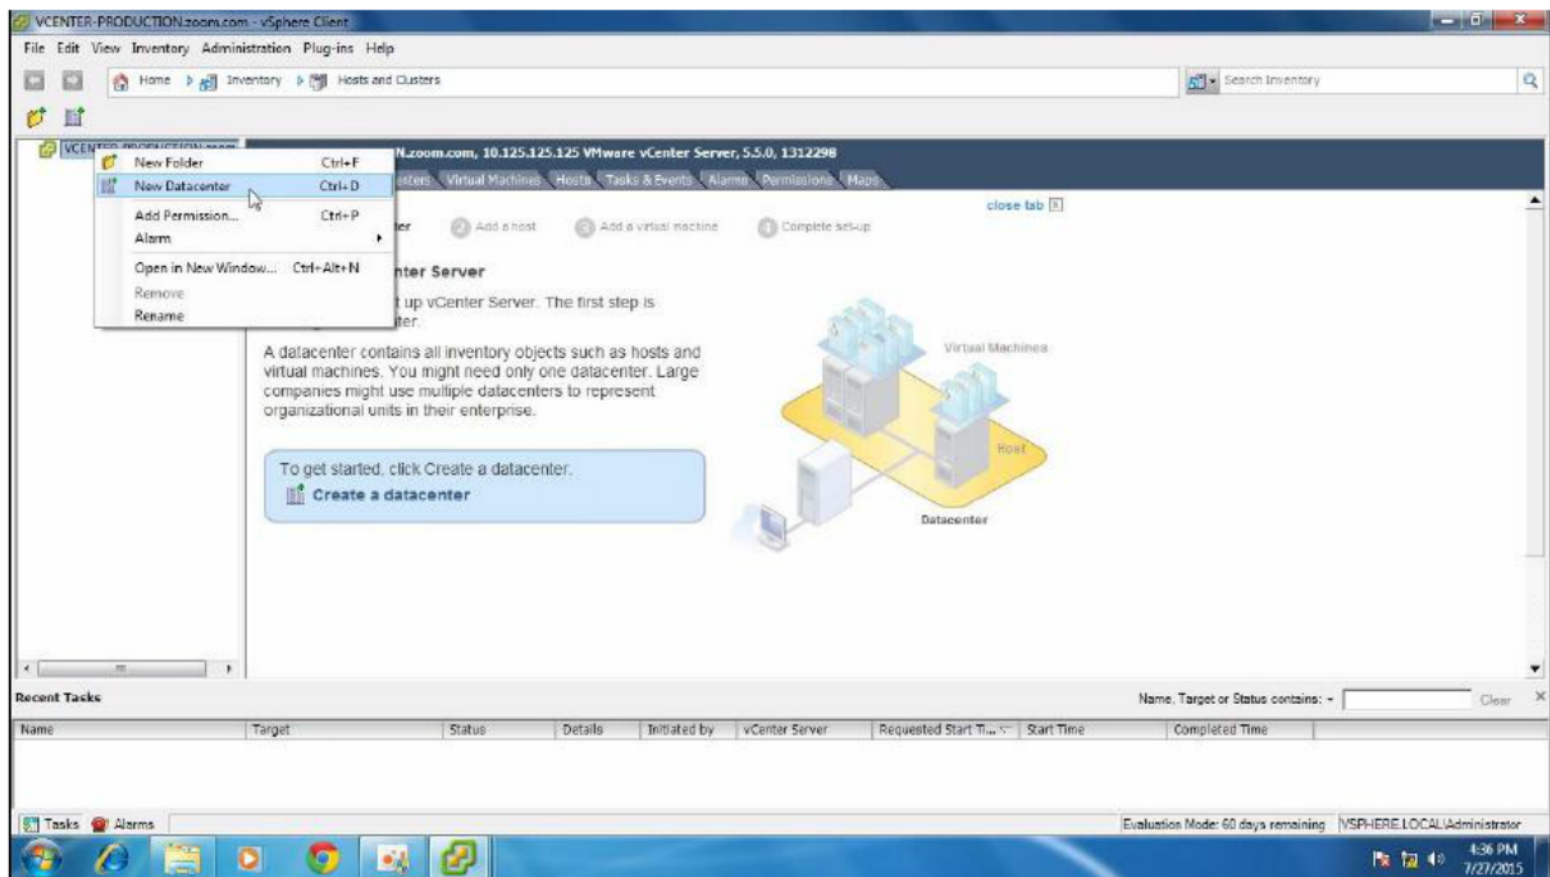 VCENTER-PRODUCTION.zoom.com - vSphere Client
File Edit View Inventory Administration Plug-ins Help
Home Inventory Hosts and Clusters
Search Inventory
New Folder Ctrl+F
New Datacenter Ctrl+D
Add Permission... Ctrl+P
Alarm
Open in New Window... Ctrl+Alt+N
Remove
Rename
N.zoom.com, 10.125.125.125 VMware vCenter Server, 5.5.0, 1312298
Virtual Machines Hosts Tasks & Events Alarms Permissions Maps
close tab
2 Add a host 3 Add a virtual machine 4 Complete set-up
nter Server
t up vCenter Server. The first step is
A datacenter contains all inventory objects such as hosts and
virtual machines. You might need only one datacenter. Large
companies might use multiple datacenters to represent
organizational units in their enterprise.
To get started, click Create a datacenter.
Create a datacenter
Virtual Machines
Host
Datacenter
Recent Tasks
Name, Target or Status contains:
Clear
Name Target Status Details Initiated by vCenter Server Requested Start Ti... Start Time Completed Time
Tasks Alarms
Evaluation Mode: 60 days remaining VSPHERE.LOCAL\Administrator
4:36 PM
7/27/2015